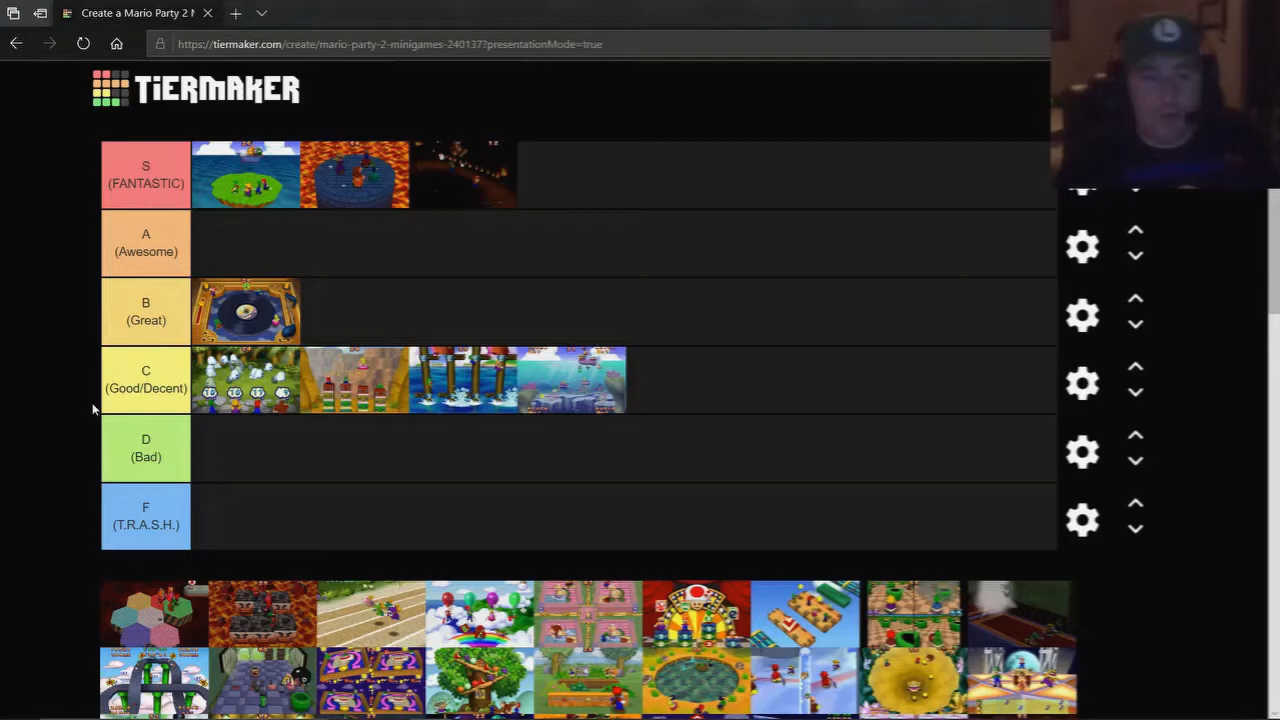 Create a Mario Party 2 M
https://tiermaker.com/create/mario-party-2-minigames-240137?presentationMode=true
TiERMAKER
S
(FANTASTIC)
A
(Awesome)
B
(Great)
C
(Good/Decent)
D
(Bad)
F
(T.R.A.S.H.)